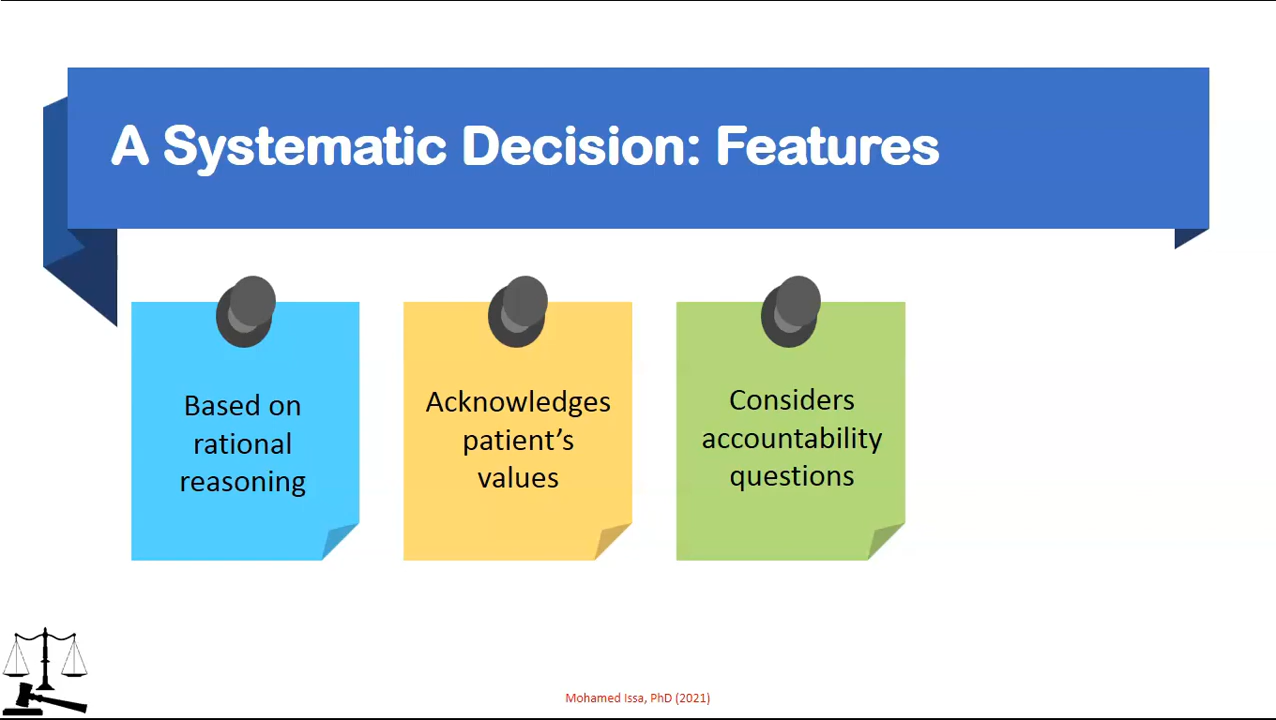 A Systematic Decision: Features
Based on
rational
reasoning
Acknowledges
patient’s
values
Considers
accountability
questions
Mohamed Issa, PhD (2021)